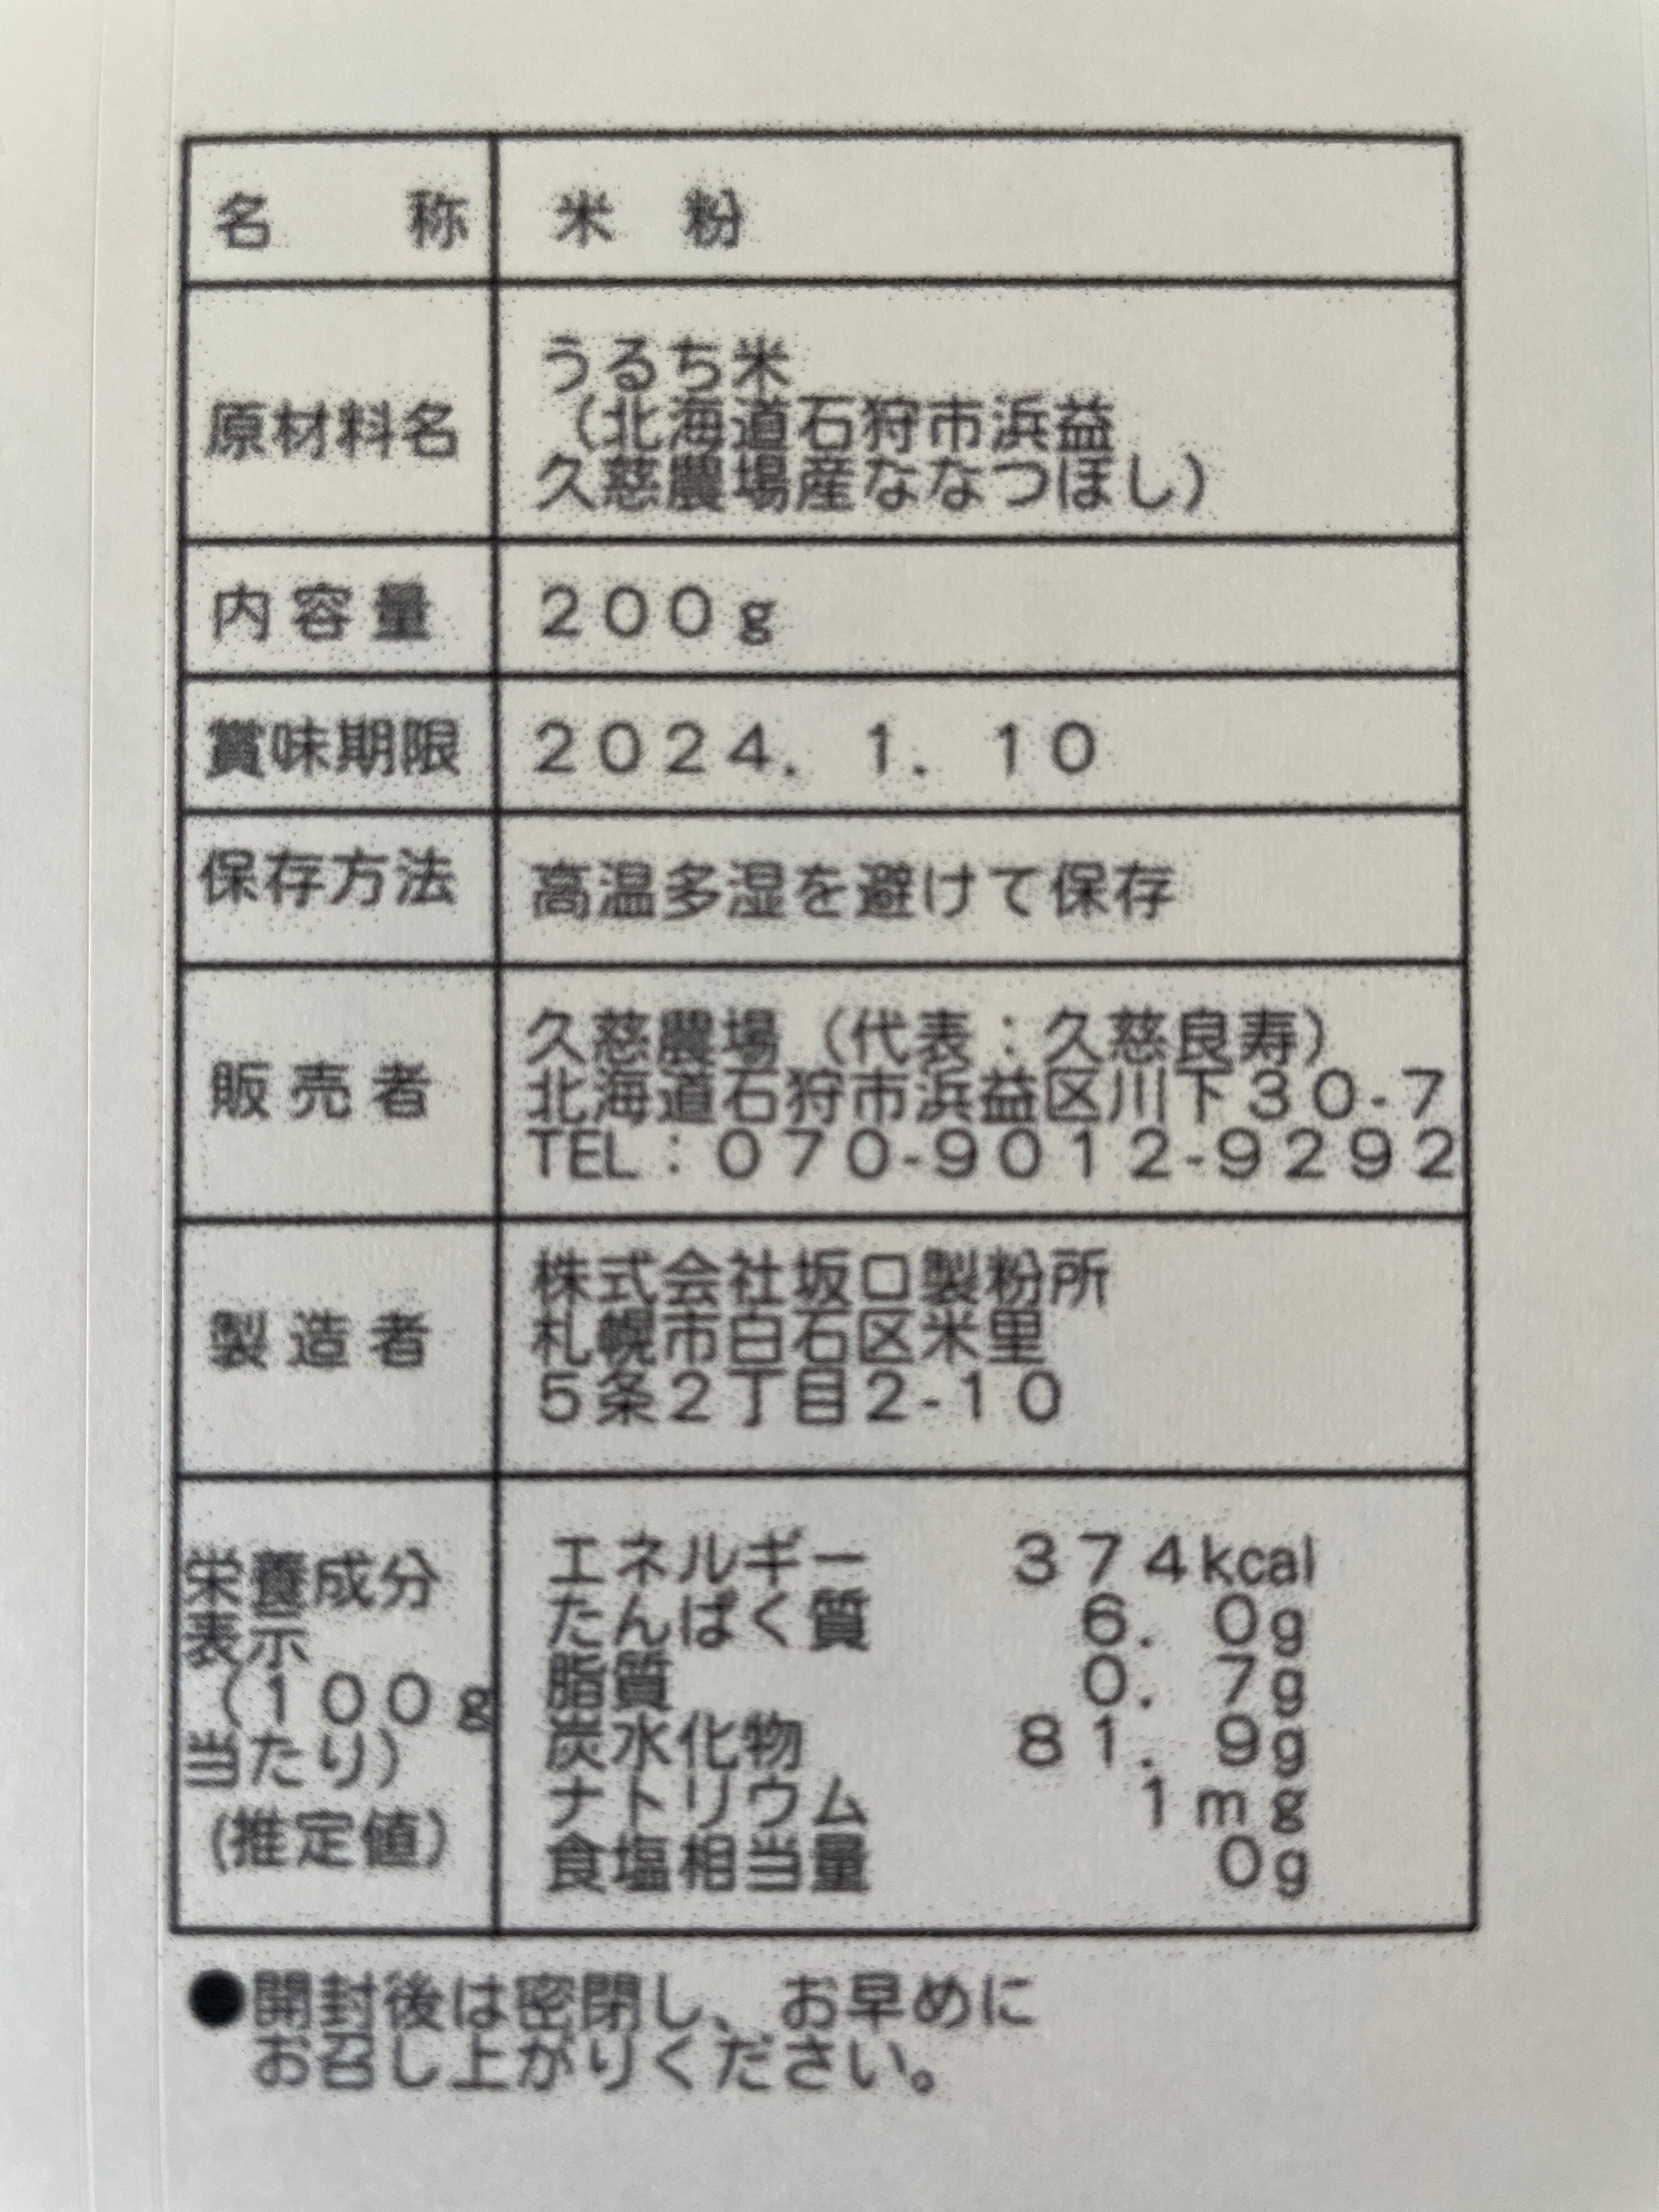 名　称　米　粉
原材料名　うるち米
（北海道石狩市浜益
久慈農場産ななつぼし）
内容量　２００ｇ
賞味期限　２０２４．１．１０
保存方法　高温多湿を避けて保存
販売者　久慈農場（代表：久慈良寿）
北海道石狩市浜益区川下３０-７
TEL：０７０-９０１２-９２９２
製造者　株式会社坂口製粉所
札幌市白石区米里
５条２丁目２-１０
栄養成分
表示
（１００ｇ
当たり）
(推定値）
エネルギー　３７４kcal
たんぱく質　６．０g
脂質　０．７g
炭水化物　８１．９g
ナトリウム　１ｍｇ
食塩相当量　０g
●開封後は密閉し、お早めに
お召し上がりください。